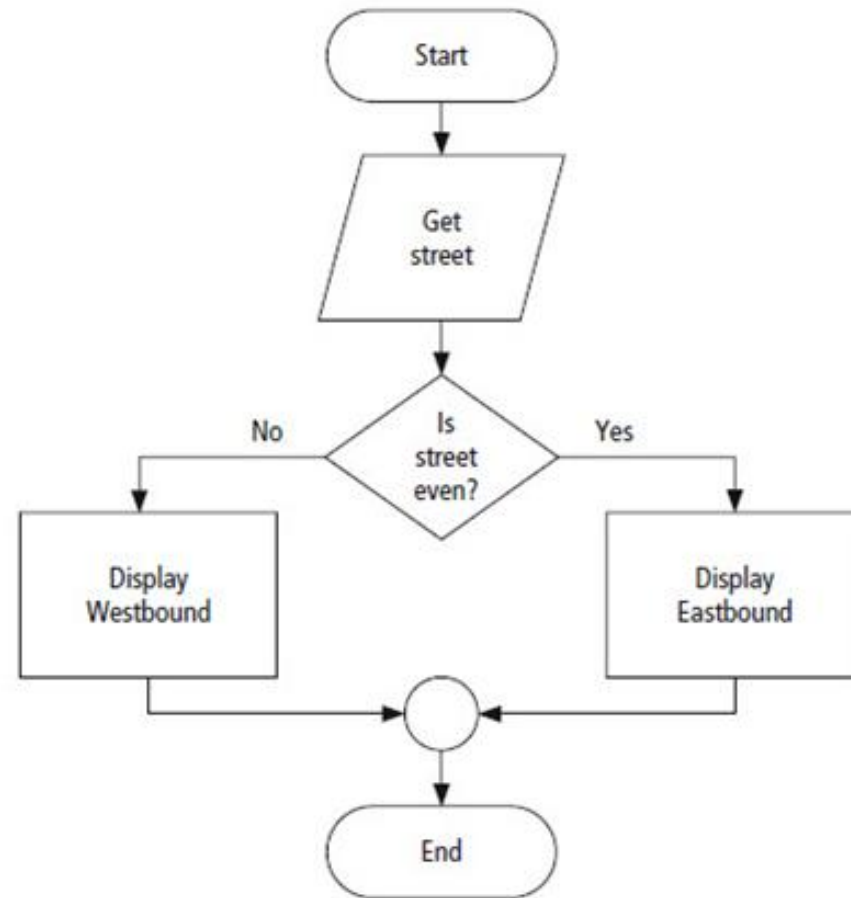 Start
Get
street
Is
street
even?
No
Yes
Display
Westbound
Display
Eastbound
End